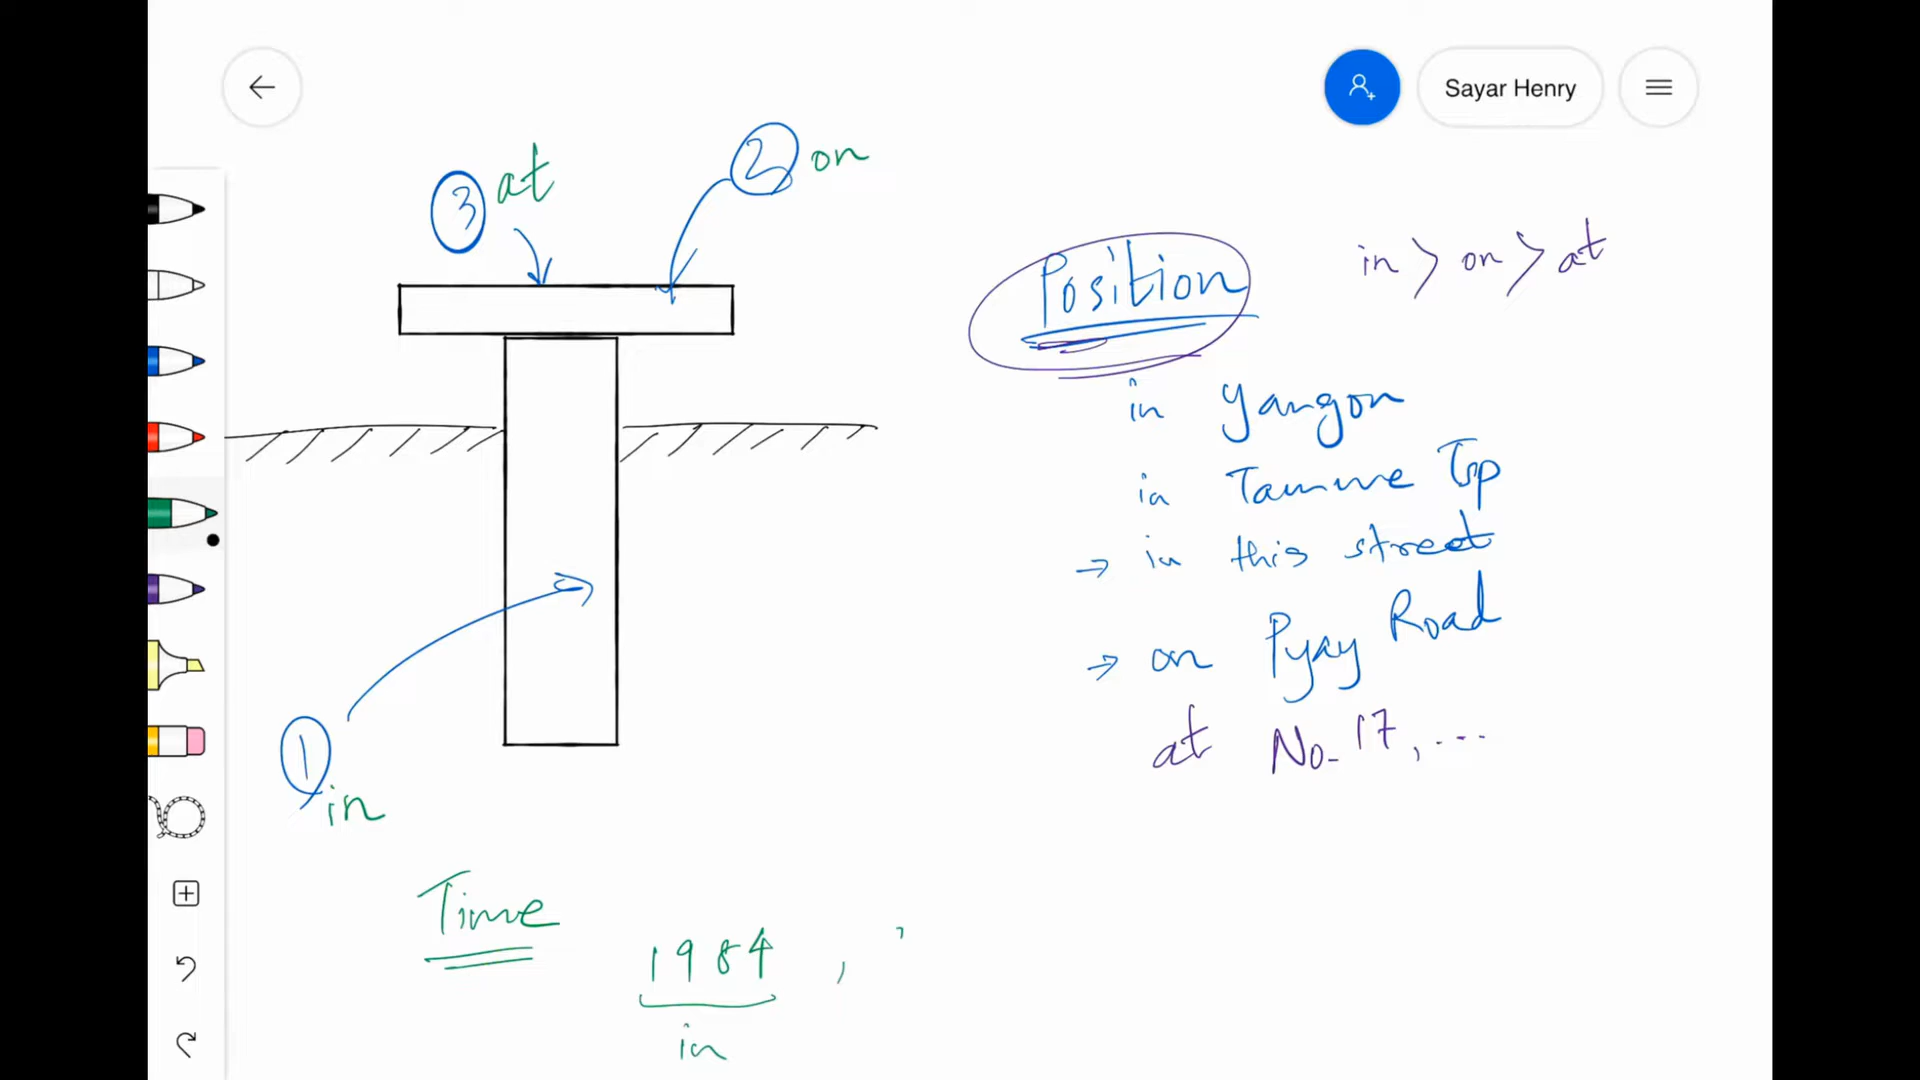 Sayar Henry
3 at
2 on
Position
in > on > at
in Yangon
in Tamwe Tsp
→ in this street
→ on Pyay Road
at No. 17, ...
1 in
Time
1984 ,
in